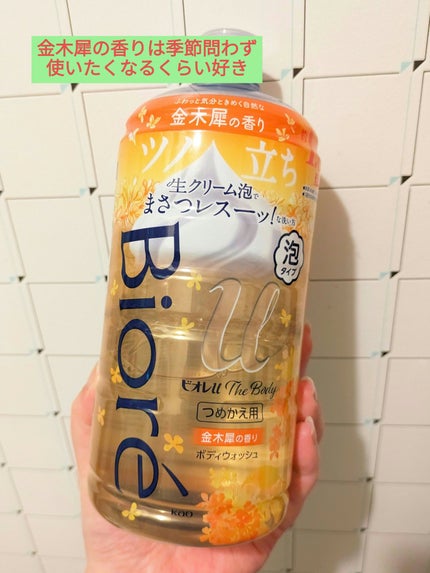 金木犀の香りは季節問わず
使いたくなるくらい好き
ふわっと気分ときめく自然な
金木犀の香り
ツノ立ち
生クリーム泡で
まさつレスーッ!な洗い方
泡
タイプ
Bioré
u
ビオレu The Body
つめかえ用
金木犀の香り
ボディウォッシュ
Kao